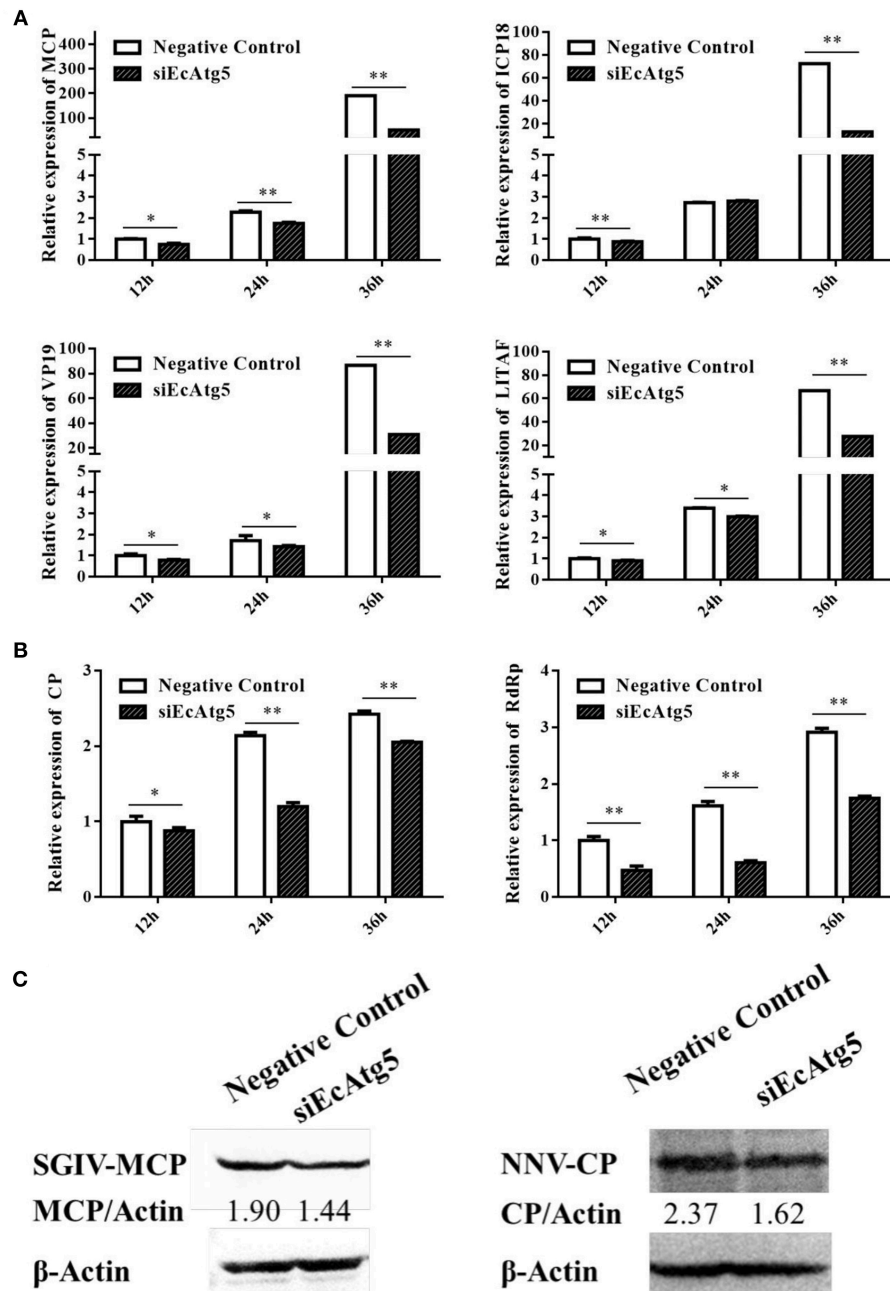 A
Relative expression of MCP
400
300
200
100
5
4
3
2
1
0
Negative Control
siEcAtg5
*
**
**
12h
24h
36h
Relative expression of ICP18
100
80
60
40
20
5
4
3
2
1
0
Negative Control
siEcAtg5
**
**
12h
24h
36h
Relative expression of VP19
100
80
60
40
20
5
4
3
2
1
0
Negative Control
siEcAtg5
*
*
**
12h
24h
36h
Relative expression of LITAF
100
80
60
40
20
5
4
3
2
1
0
Negative Control
siEcAtg5
*
*
**
12h
24h
36h
B
Relative expression of CP
3
2
1
0
Negative Control
siEcAtg5
*
**
**
12h
24h
36h
Relative expression of RdRp
4
3
2
1
0
Negative Control
siEcAtg5
**
**
**
12h
24h
36h
C
Negative Control
siEcAtg5
SGIV-MCP
MCP/Actin 1.90 1.44
β-Actin
Negative Control
siEcAtg5
NNV-CP
CP/Actin 2.37 1.62
β-Actin